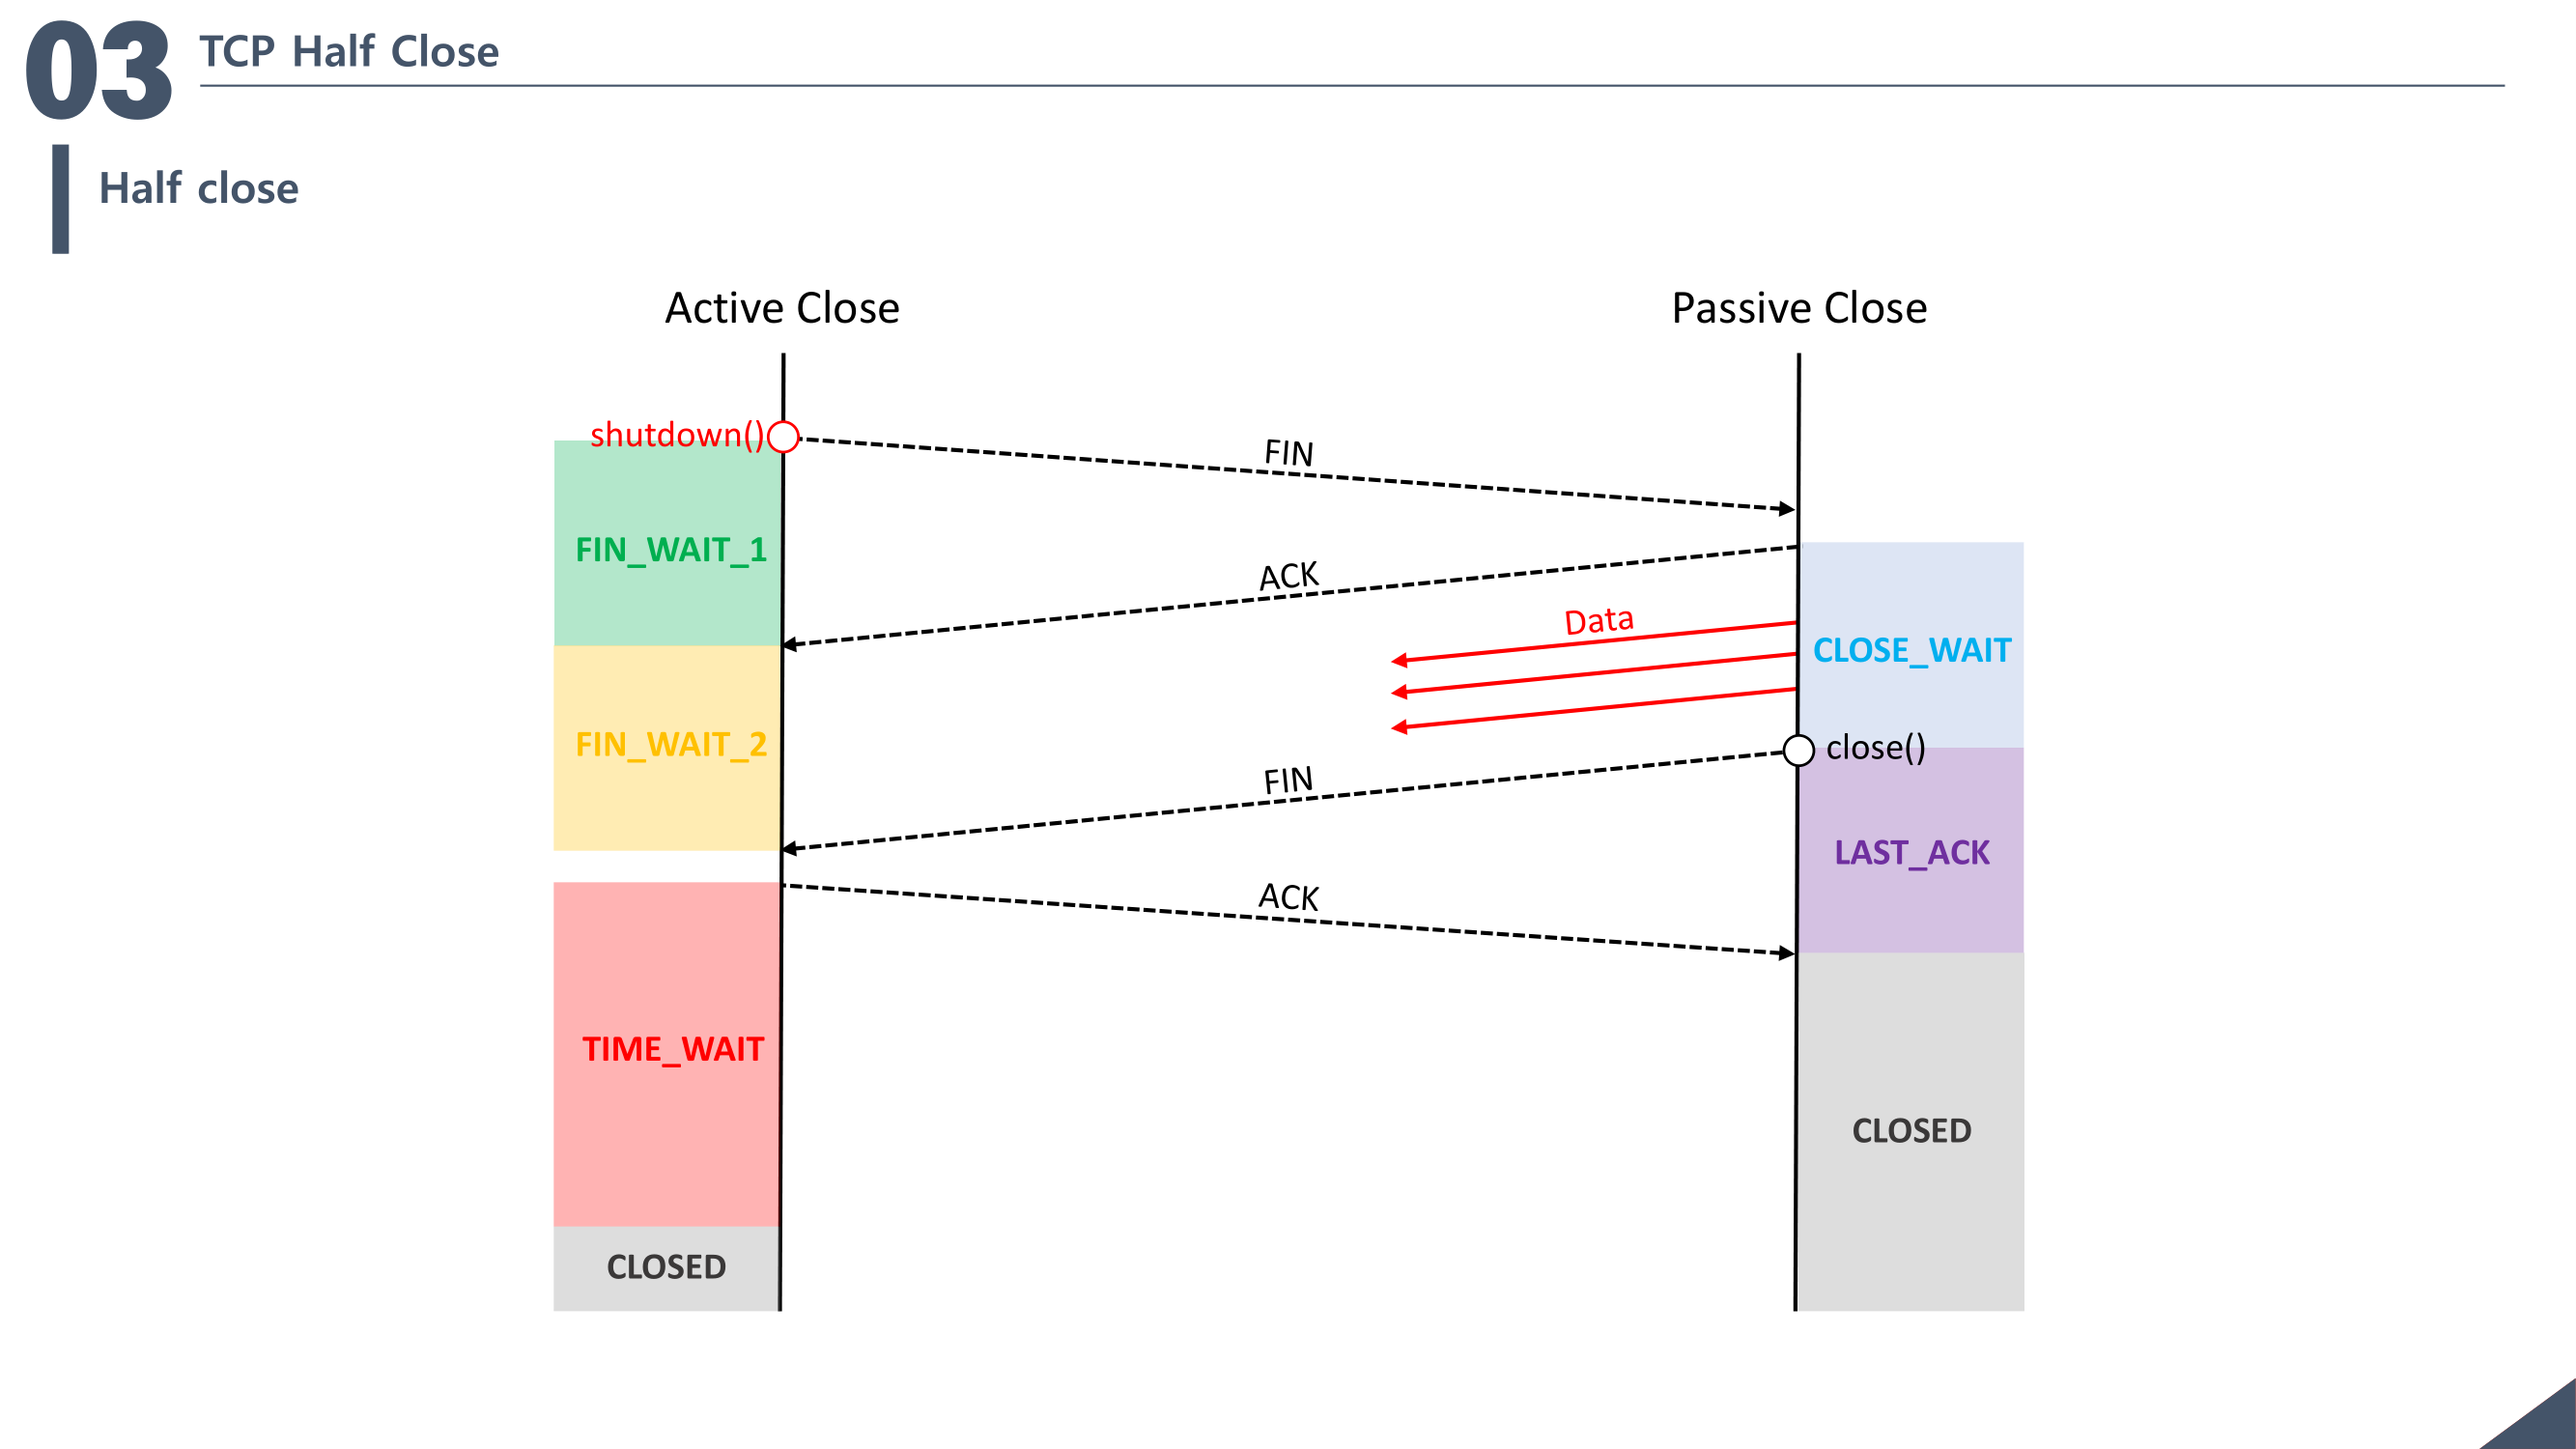 03
TCP Half Close
Half close
Active Close
Passive Close
shutdown()
FIN
FIN_WAIT_1
ACK
Data
CLOSE_WAIT
FIN_WAIT_2
close()
FIN
LAST_ACK
ACK
TIME_WAIT
CLOSED
CLOSED